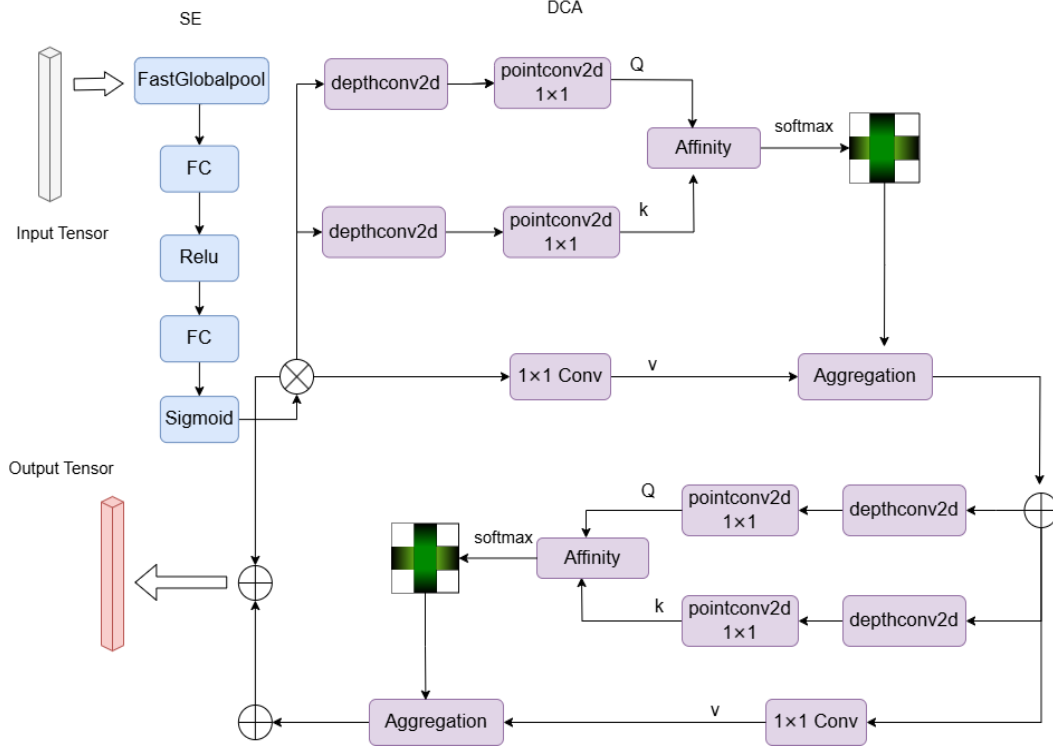 SE
DCA
Input Tensor
FastGlobalpool
FC
Relu
FC
Sigmoid
depthconv2d
pointconv2d
1×1
Q
depthconv2d
pointconv2d
1×1
k
Affinity
softmax
1×1 Conv
v
Aggregation
Output Tensor
depthconv2d
pointconv2d
1×1
Q
depthconv2d
pointconv2d
1×1
k
Affinity
softmax
1×1 Conv
v
Aggregation